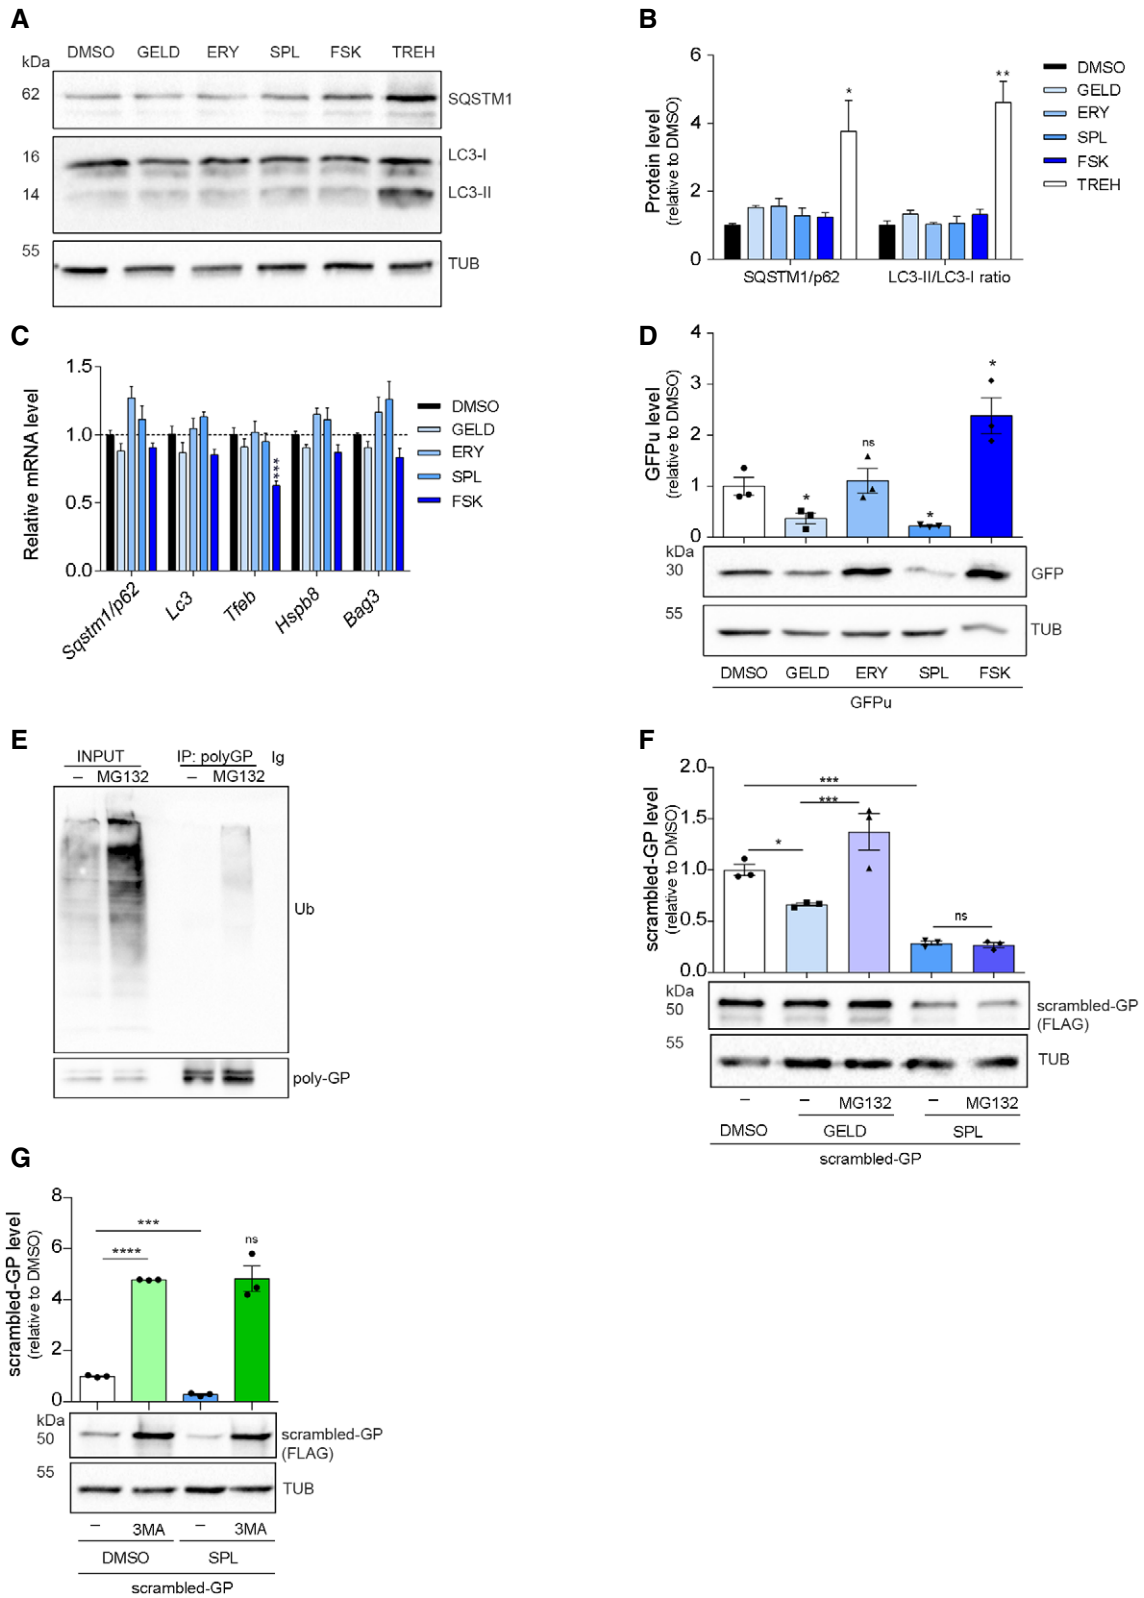 A
DMSO GELD ERY SPL FSK TREH
kDa
62
SQSTM1
16
LC3-I
14
LC3-II
55
TUB
B
Protein level
(relative to DMSO)
6
4
2
0
*
**
SQSTM1/p62
LC3-II/LC3-I ratio
DMSO
GELD
ERY
SPL
FSK
TREH
C
Relative mRNA level
1.5
1.0
0.5
0.0
***
Sqstm1/p62
Lc3
Tfeb
Hspb8
Bag3
DMSO
GELD
ERY
SPL
FSK
D
GFPu level
(relative to DMSO)
4
3
2
1
0
*
ns
*
*
kDa
30
GFP
55
TUB
DMSO GELD ERY SPL FSK
GFPu
E
INPUT IP: polyGP Ig
– MG132 – MG132
Ub
poly-GP
F
scrambled-GP level
(relative to DMSO)
2.0
1.5
1.0
0.5
0.0
***
***
*
ns
kDa
50
scrambled-GP
(FLAG)
55
TUB
– – MG132 – MG132
DMSO GELD SPL
scrambled-GP
G
scrambled-GP level
(relative to DMSO)
8
6
4
2
0
***
****
ns
kDa
50
scrambled-GP
(FLAG)
55
TUB
– 3MA – 3MA
DMSO SPL
scrambled-GP